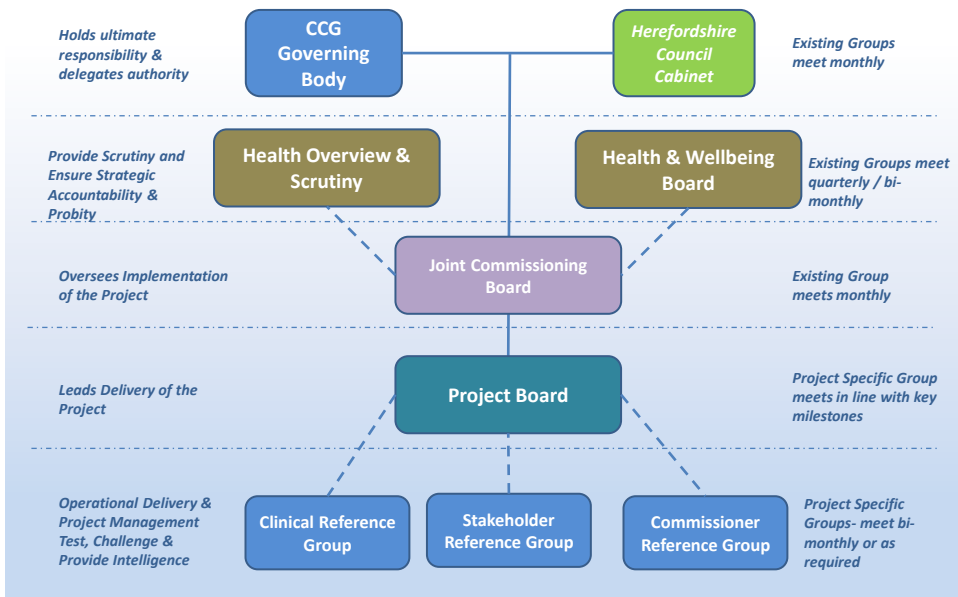 Holds ultimate
responsibility &
delegates authority
CCG
Governing
Body
Herefordshire
Council
Cabinet
Existing Groups
meet monthly
Provide Scrutiny and
Ensure Strategic
Accountability &
Probity
Health Overview &
Scrutiny
Health & Wellbeing
Board
Existing Groups meet
quarterly / bi-
monthly
Oversees Implementation
of the Project
Joint Commissioning
Board
Existing Group
meets monthly
Leads Delivery of the
Project
Project Board
Project Specific Group
meets in line with key
milestones
Operational Delivery &
Project Management
Test, Challenge &
Provide Intelligence
Clinical Reference
Group
Stakeholder
Reference Group
Commissioner
Reference Group
Project Specific
Groups- meet bi-
monthly or as
required